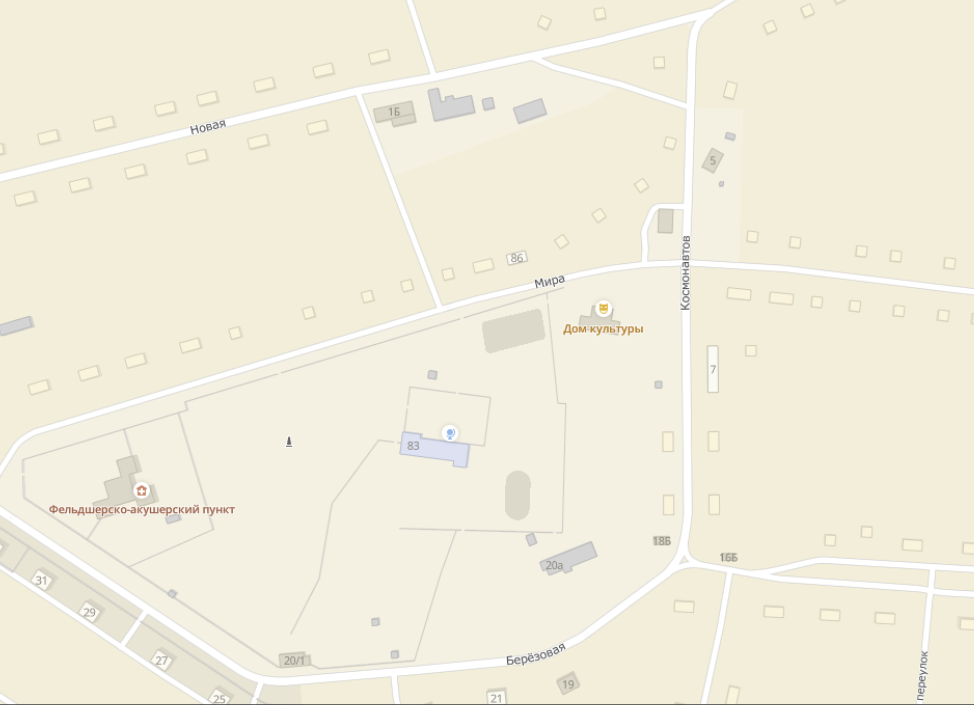 1Б
Новая
5
Космонавтов
86
Мира
Дом культуры
7
83
Фельдшерско-акушерский пункт
18Б
16Б
20а
31
29
27
25
20/1
Берёзовая
19
21
переулок